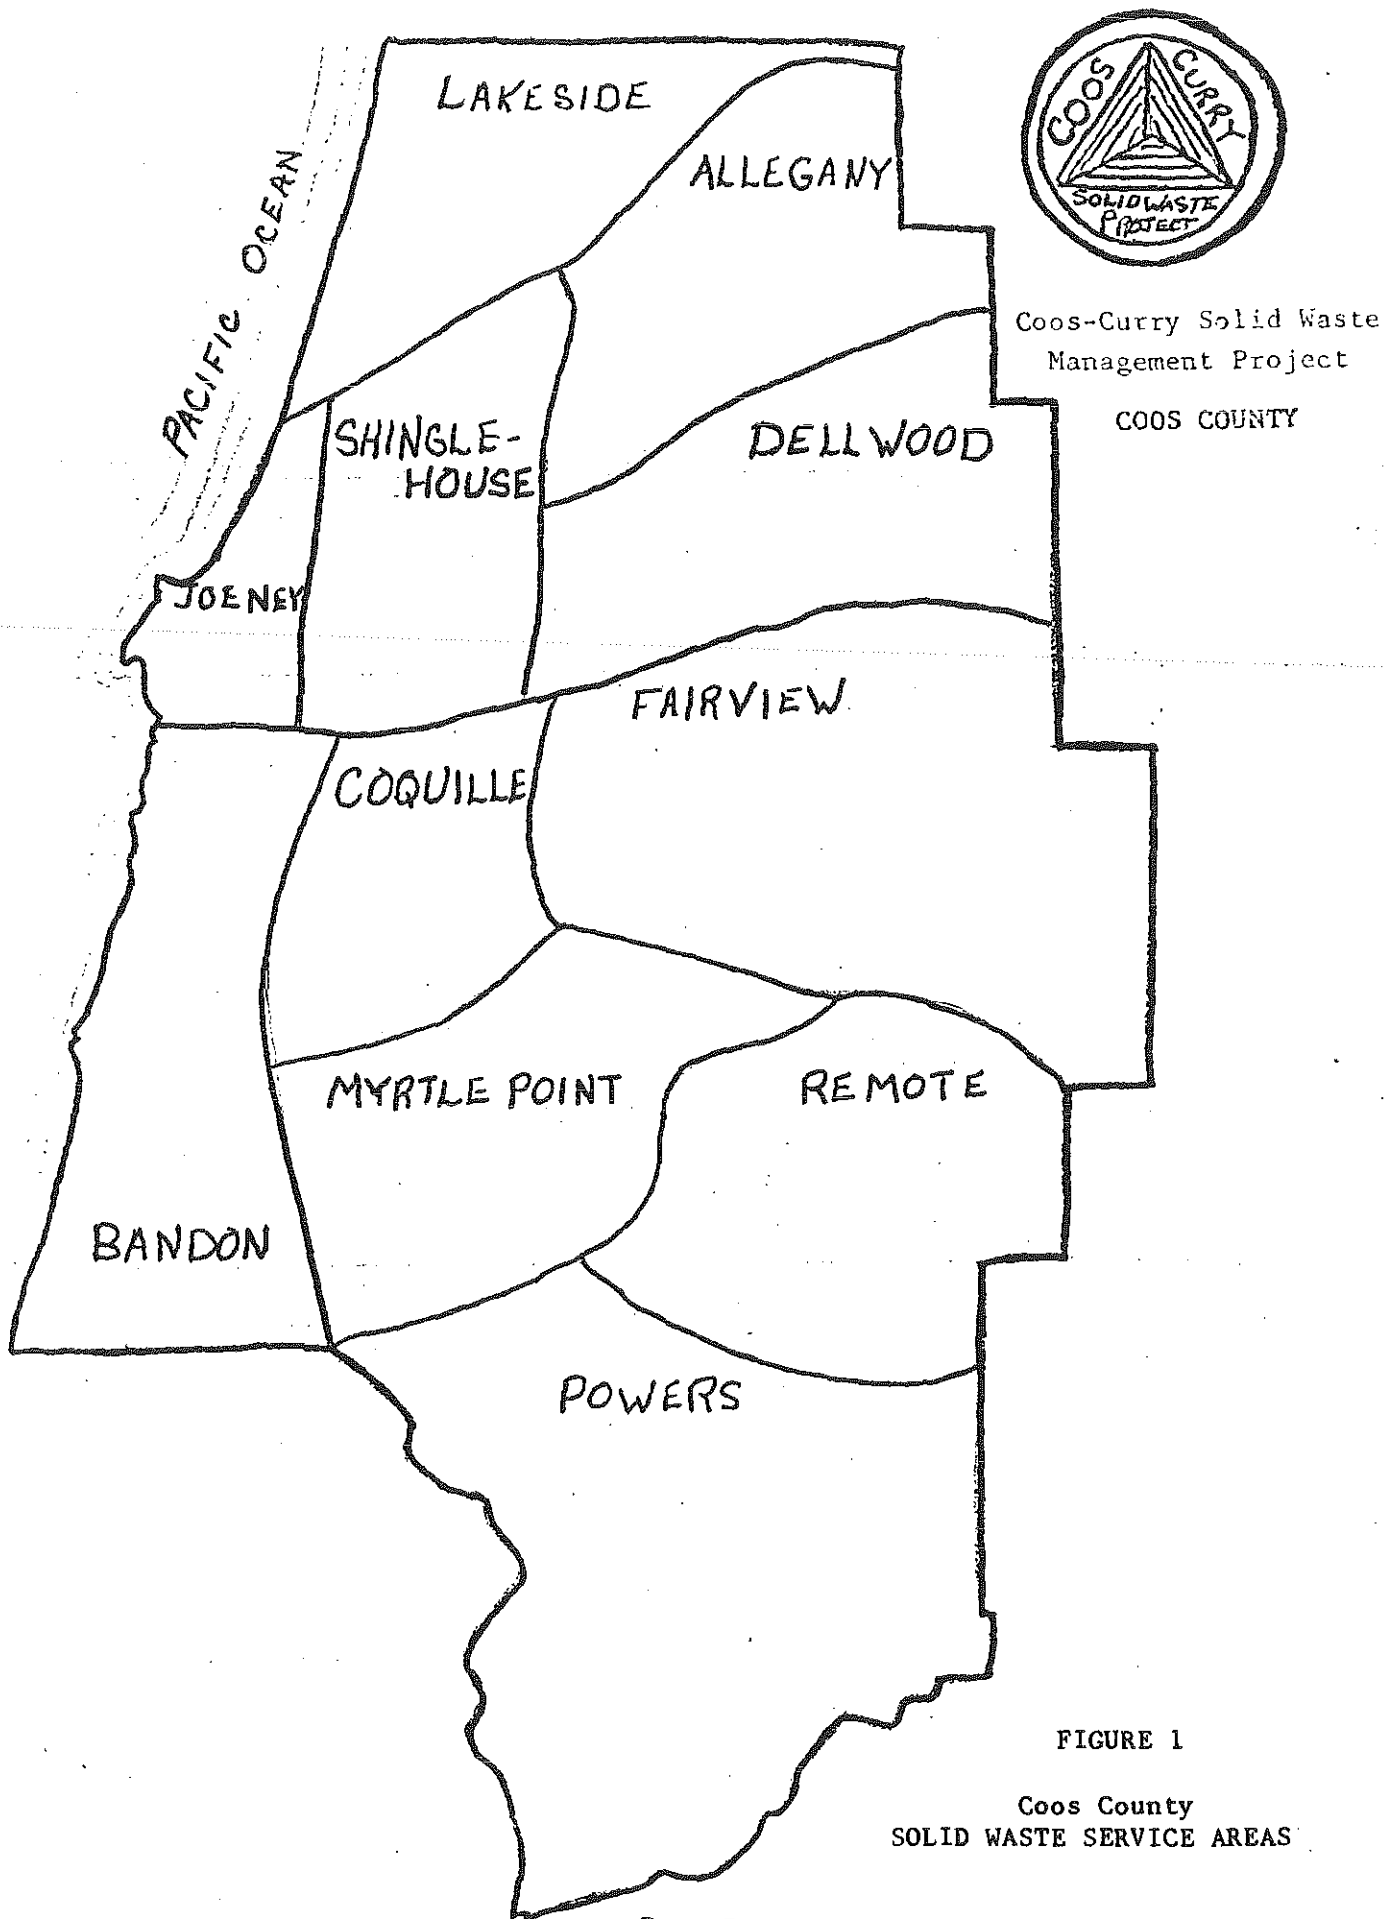 LAKESIDE
COOS CURRY
SOLID WASTE
PROJECT
ALLEGANY
PACIFIC OCEAN
Coos-Curry Solid Waste
Management Project
COOS COUNTY
SHINGLE-
HOUSE
DELLWOOD
JOENEY
FAIRVIEW
COQUILLE
MYRTLE POINT
REMOTE
BANDON
POWERS
FIGURE 1
Coos County
SOLID WASTE SERVICE AREAS